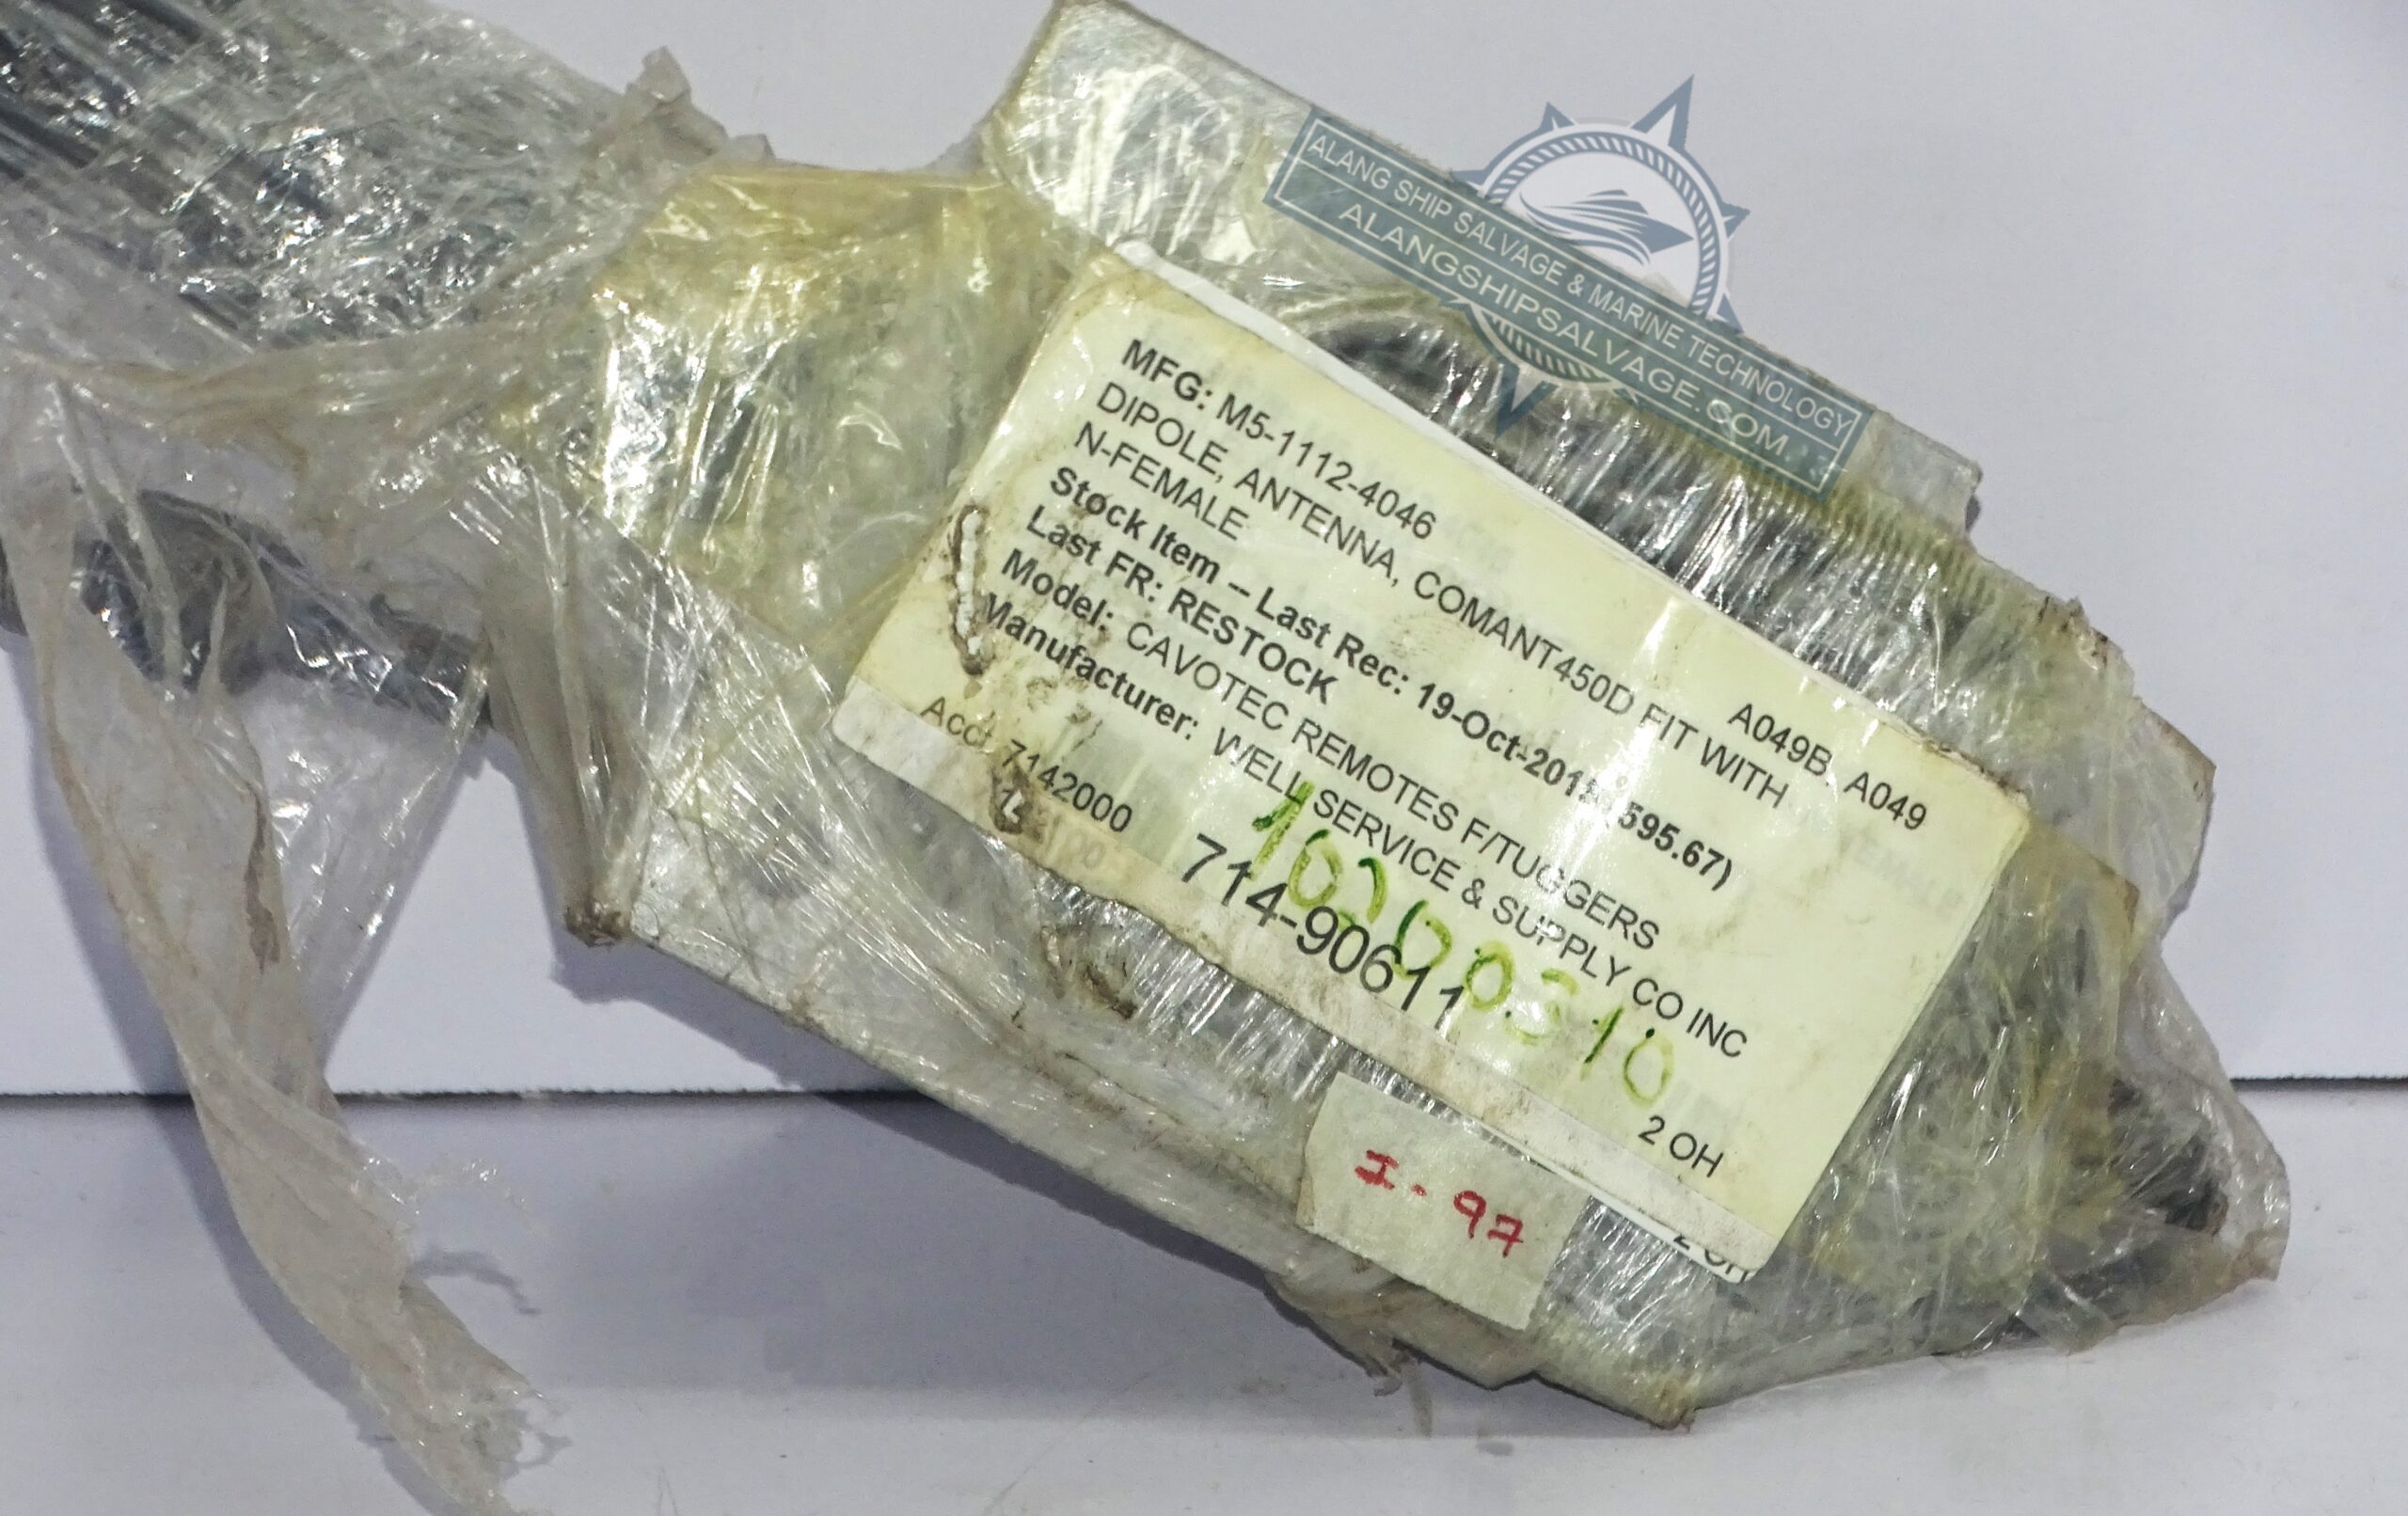 ALANG SHIP SALVAGE & MARINE TECHNOLOGY
ALANGSHIPSALVAGE.COM
MFG: M5-1112-4046
A049B, A049
DIPOLE, ANTENNA, COMANT450D FIT WITH
N-FEMALE
Stock Item -- Last Rec: 19-Oct-2015 (595.67)
Last FR: RESTOCK
Model: CAVOTEC REMOTES F/TUGGERS
Manufacturer: WELL SERVICE & SUPPLY CO INC
Acct 7142000
714-90611
2 OH
I-97
2 OH